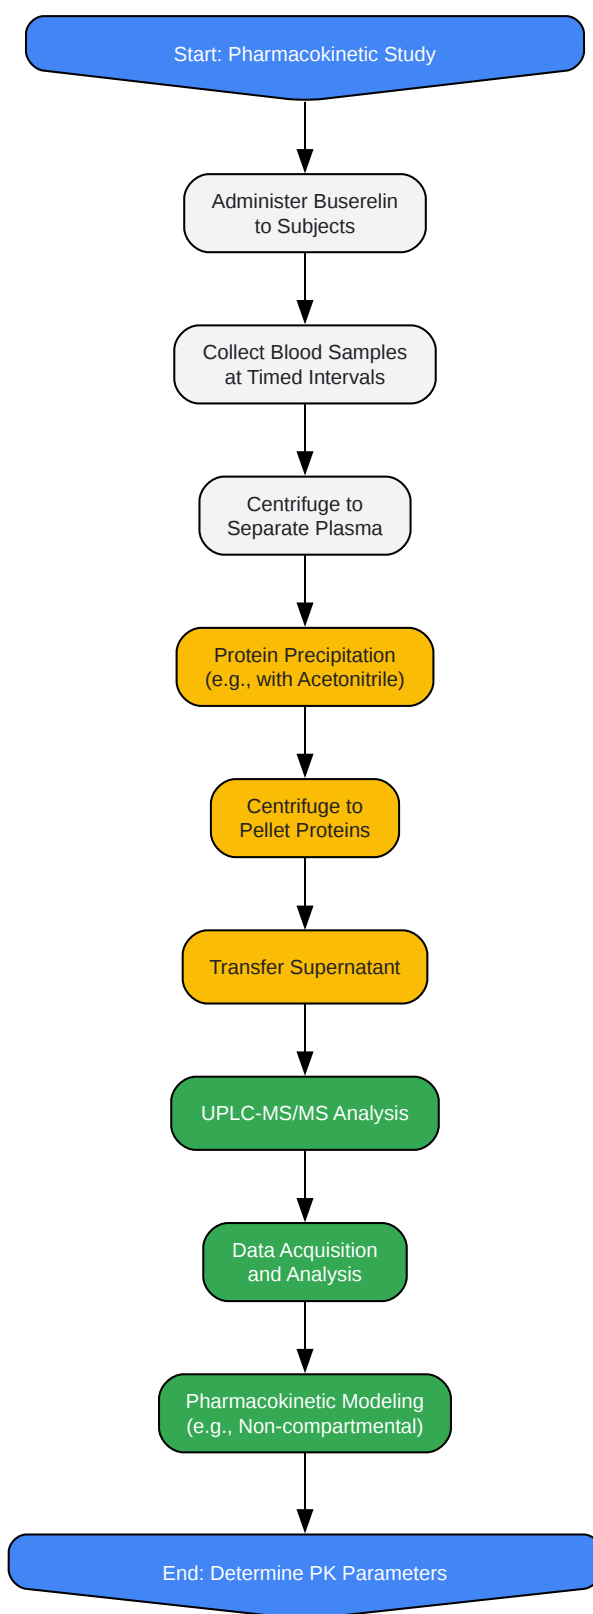 Start: Pharmacokinetic Study
Administer Buserelin
to Subjects
Collect Blood Samples
at Timed Intervals
Centrifuge to
Separate Plasma
Protein Precipitation
(e.g., with Acetonitrile)
Centrifuge to
Pellet Proteins
Transfer Supernatant
UPLC-MS/MS Analysis
Data Acquisition
and Analysis
Pharmacokinetic Modeling
(e.g., Non-compartmental)
End: Determine PK Parameters